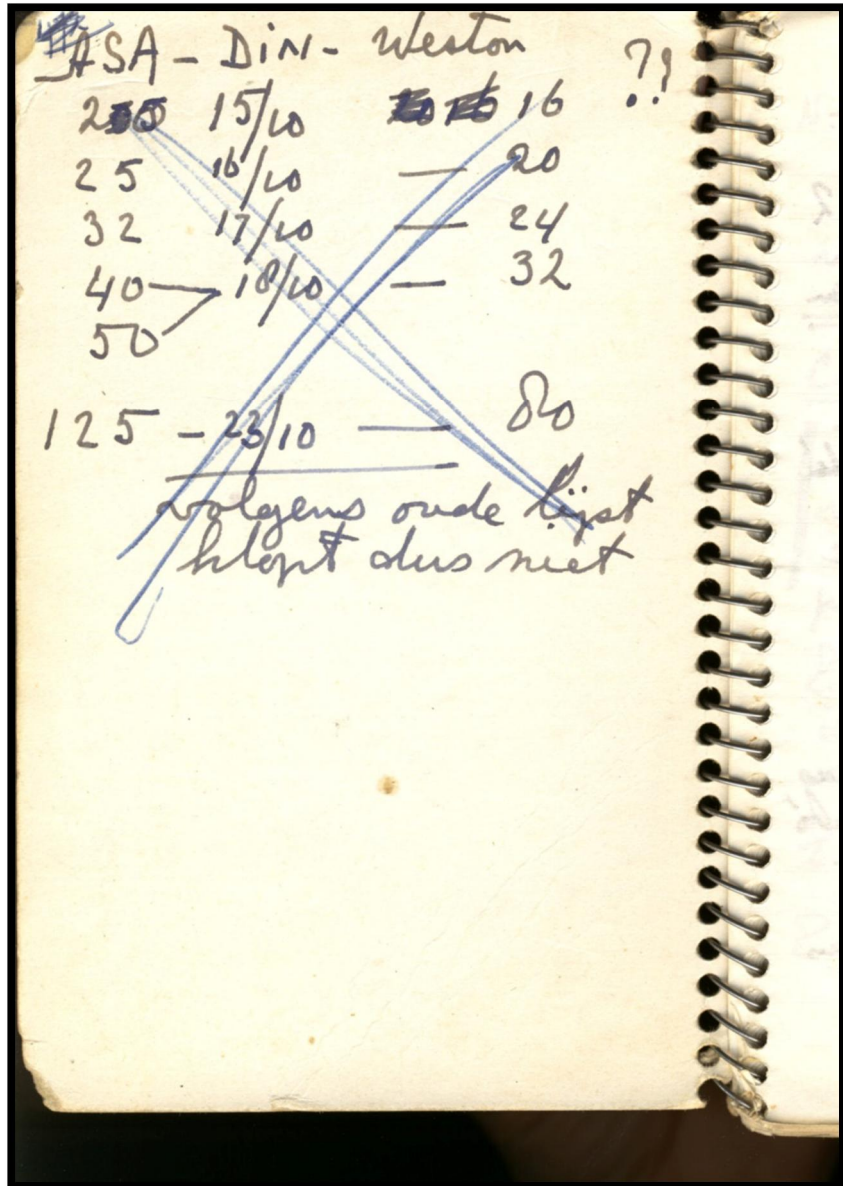 ASA - DIN - Weston ?!
20 15/10 16
25 16/10 — 20
32 17/10 — 24
40 — 18/10 — 32
50
125 - 23/10 — 80
volgens oude lijst
klopt dus niet